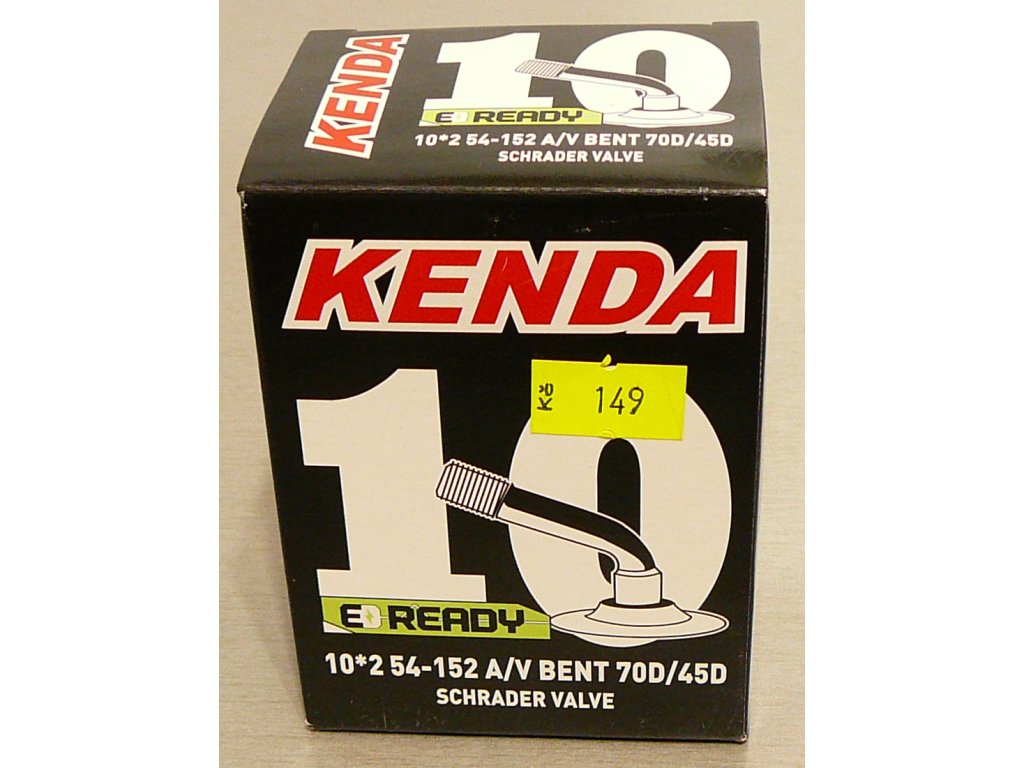 KENDA
10
E READY
10*2 54-152 A/V BENT 70D/45D
SCHRADER VALVE
KENDA
Kč 149
10
E READY
10*2 54-152 A/V BENT 70D/45D
SCHRADER VALVE